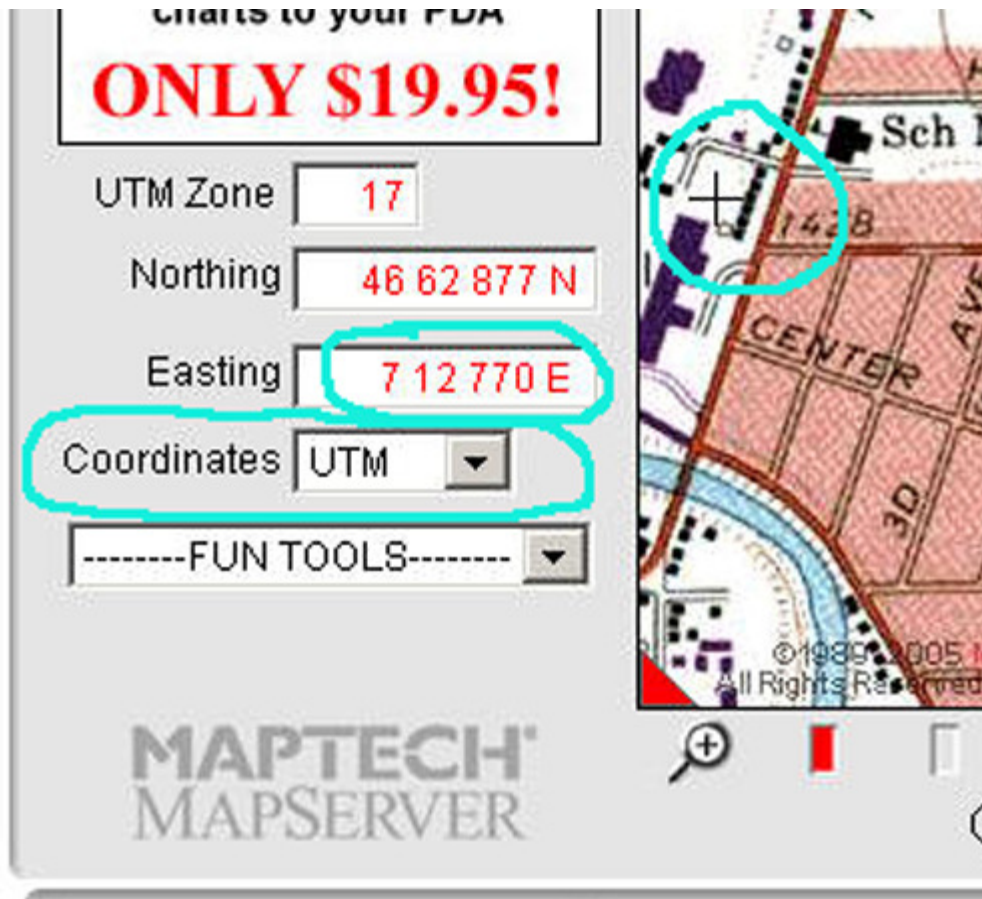 charts to your PDA
ONLY $19.95!
UTM Zone 17
Northing 46 62 877 N
Easting 7 12 770 E
Coordinates UTM
--------FUN TOOLS--------
MAPTECH
MAPSERVER
Sch
1428
CENTER
AVE
3D
©1989 2005
All Rights Reserved